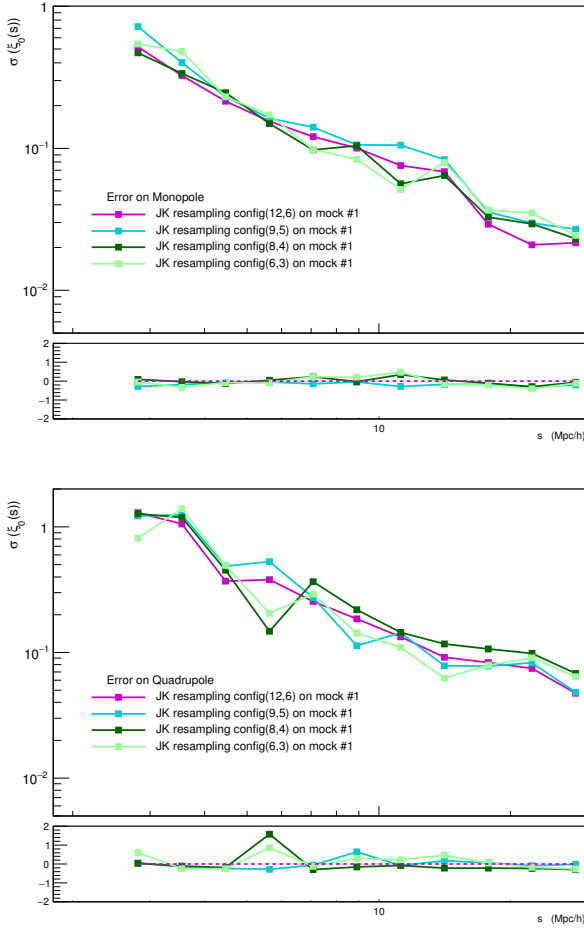 1
10⁻¹
10⁻²
σ (ξ₀(s))
Error on Monopole
JK resampling config(12,6) on mock #1
JK resampling config(9,5) on mock #1
JK resampling config(8,4) on mock #1
JK resampling config(6,3) on mock #1
2
1
0
−1
−2
10
s (Mpc/h)
1
10⁻¹
10⁻²
σ (ξ₀(s))
Error on Quadrupole
JK resampling config(12,6) on mock #1
JK resampling config(9,5) on mock #1
JK resampling config(8,4) on mock #1
JK resampling config(6,3) on mock #1
2
1
0
−1
−2
10
s (Mpc/h)